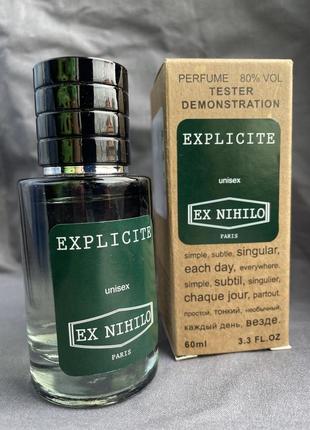 EXPLICITE
unisex
EX NIHILO
PARIS
PERFUME 80% VOL
TESTER
DEMONSTRATION
EXPLICITE
unisex
EX NIHILO
PARIS
simple, subtle, singular,
each day, everywhere.
simple, subtil, singulier,
chaque jour, partout.
простой, тонкий, необычный,
каждый день, везде.
60ml 3.3 FL.OZ